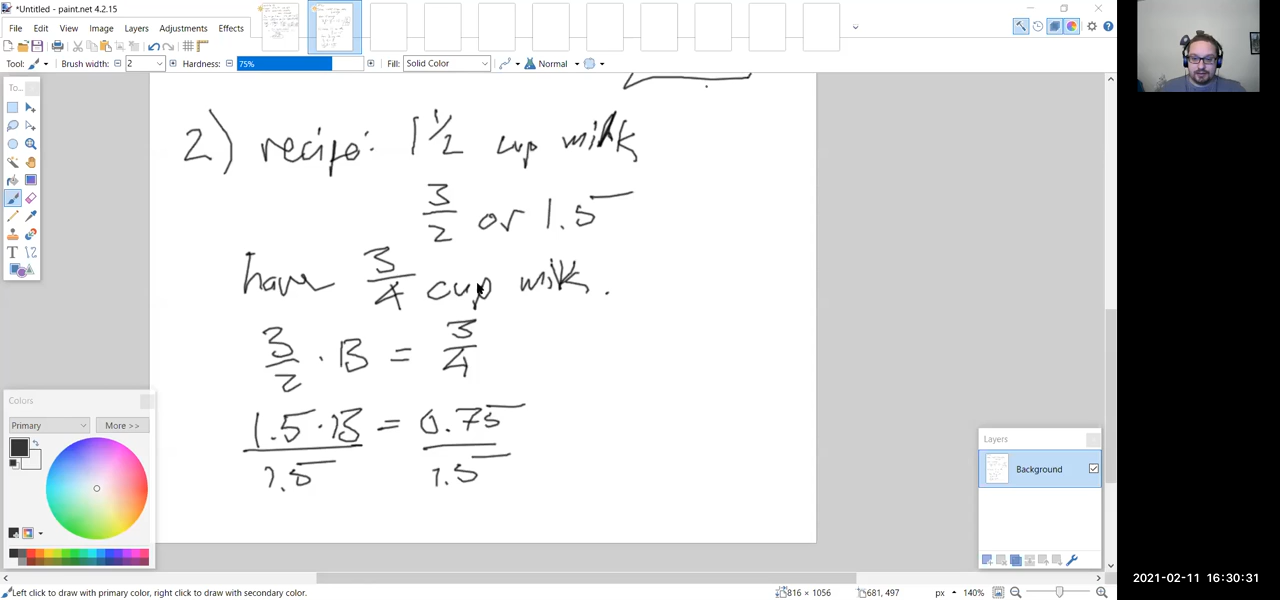 *Untitled - paint.net 4.2.15
File Edit View Image Layers Adjustments Effects
Tool: Brush width: 2 Hardness: 75% Fill: Solid Color Normal
To...
2) recipe: 1 1/2 cup milk
3/2 or 1.5
have 3/4 cup milk.
3/2 · B = 3/4
1.5 · B = 0.75
1.5 1.5
Colors
Primary More >>
Layers
Background
Left click to draw with primary color, right click to draw with secondary color.
816 × 1056
681, 497
px
140%
2021-02-11 16:30:31